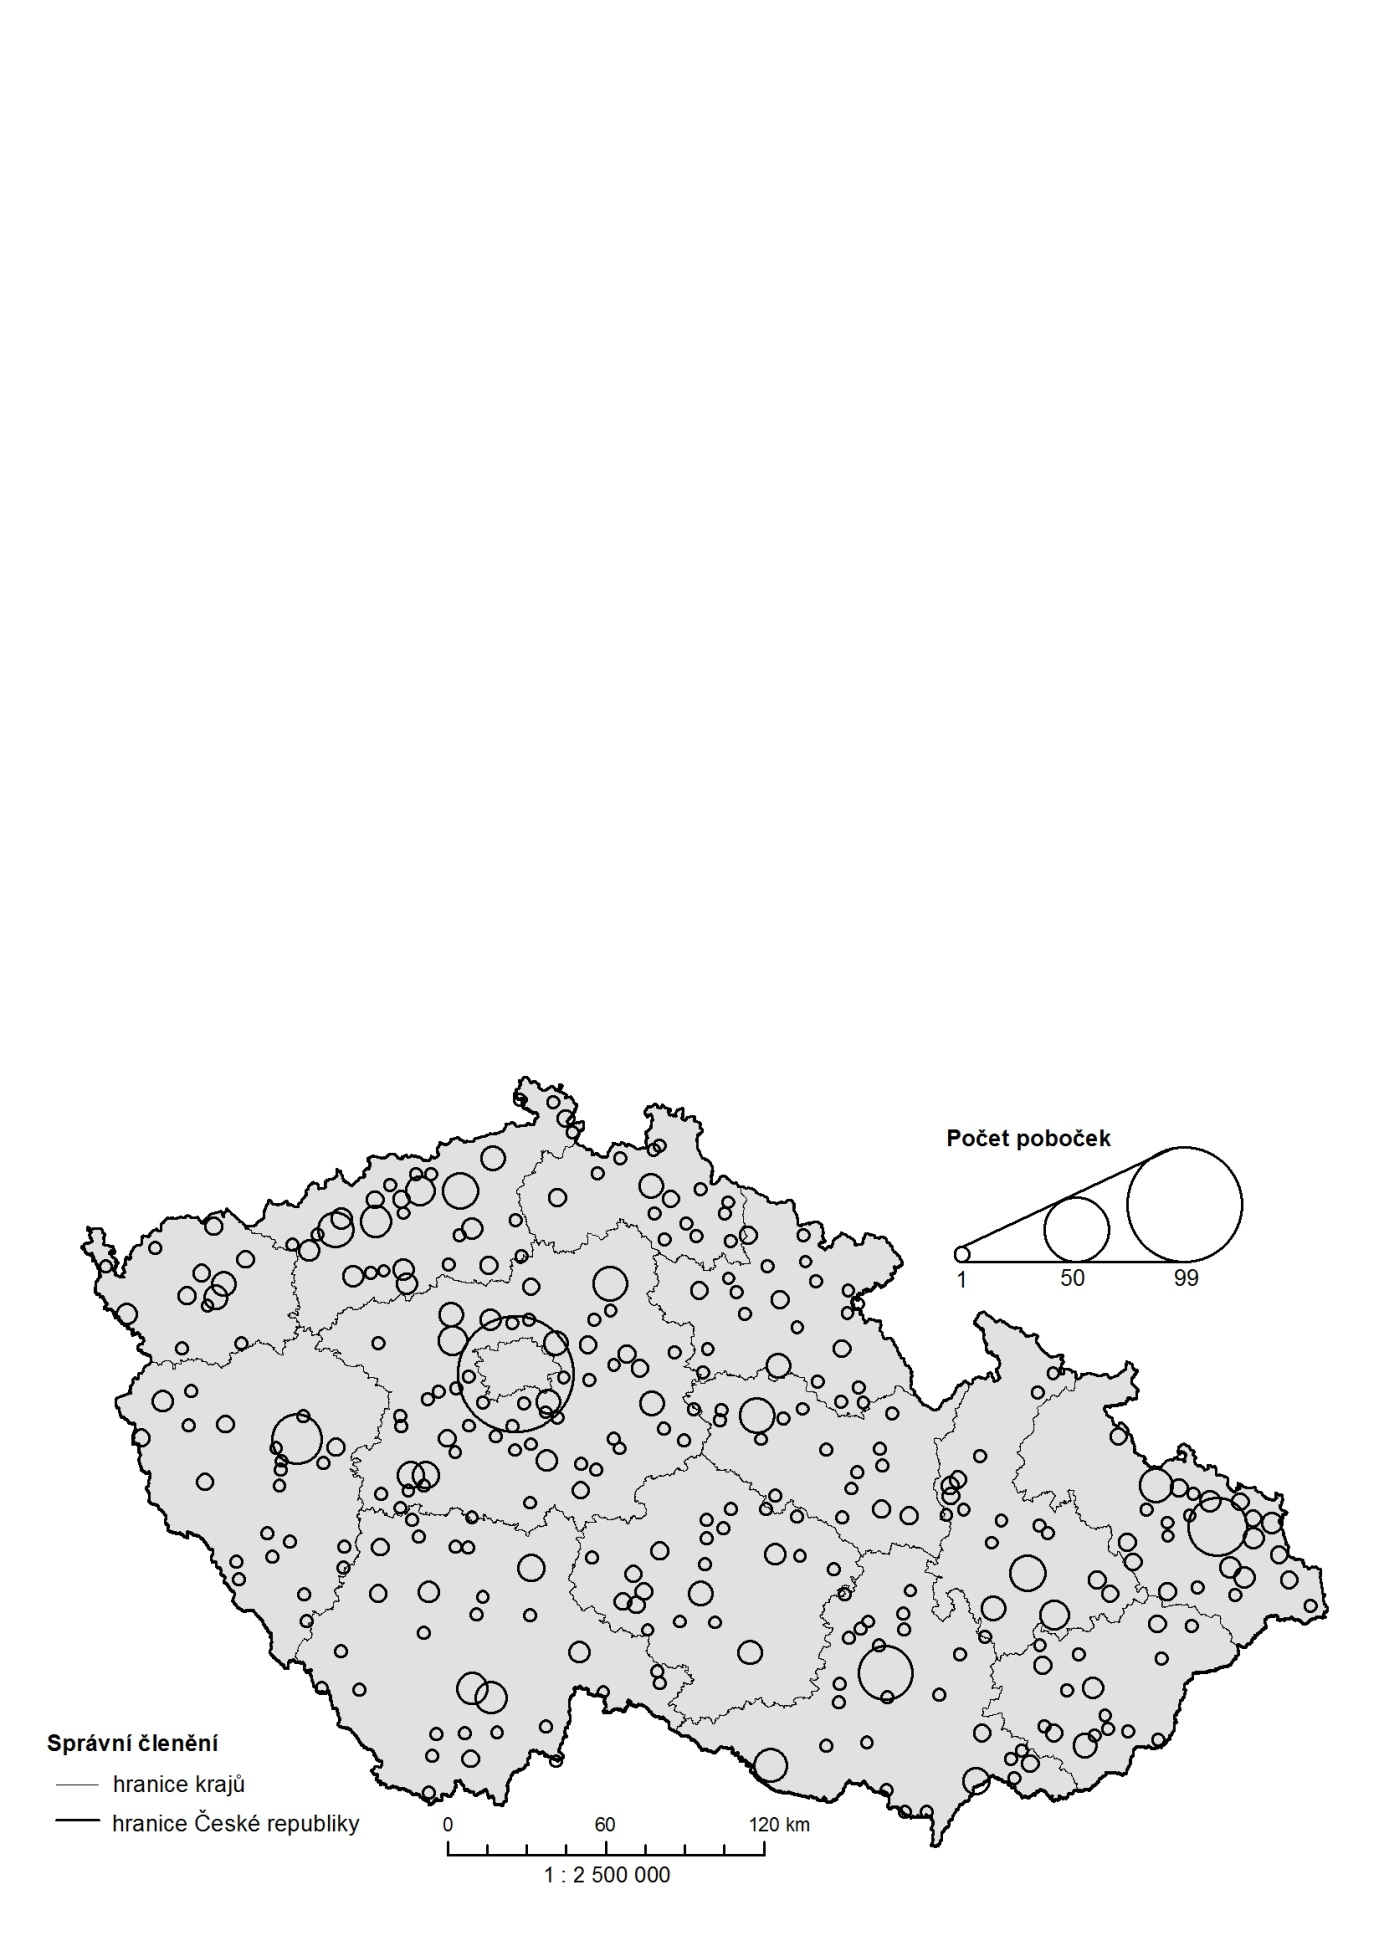 Počet poboček
1
50
99
Správní členění
hranice krajů
hranice České republiky
0 60 120 km
1 : 2 500 000